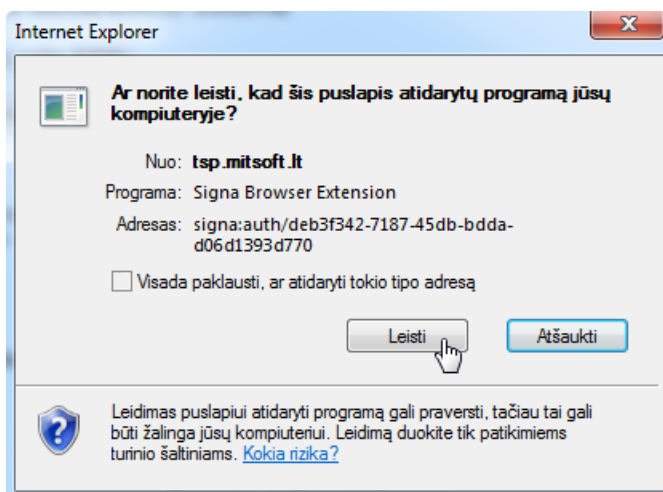 Internet Explorer
Ar norite leisti, kad šis puslapis atidarytų programą jūsų
kompiuteryje?
Nuo: tsp.mitsoft.lt
Programa: Signa Browser Extension
Adresas: signa:auth/deb3f342-7187-45db-bdda-
d06d1393d770
Visada paklausti, ar atidaryti tokio tipo adresą
Leisti Atšaukti
Leidimas puslapiui atidaryti programą gali praversti, tačiau tai gali
būti žalinga jūsų kompiuteriui. Leidimą duokite tik patikimiems
turinio šaltiniams. Kokia rizika?